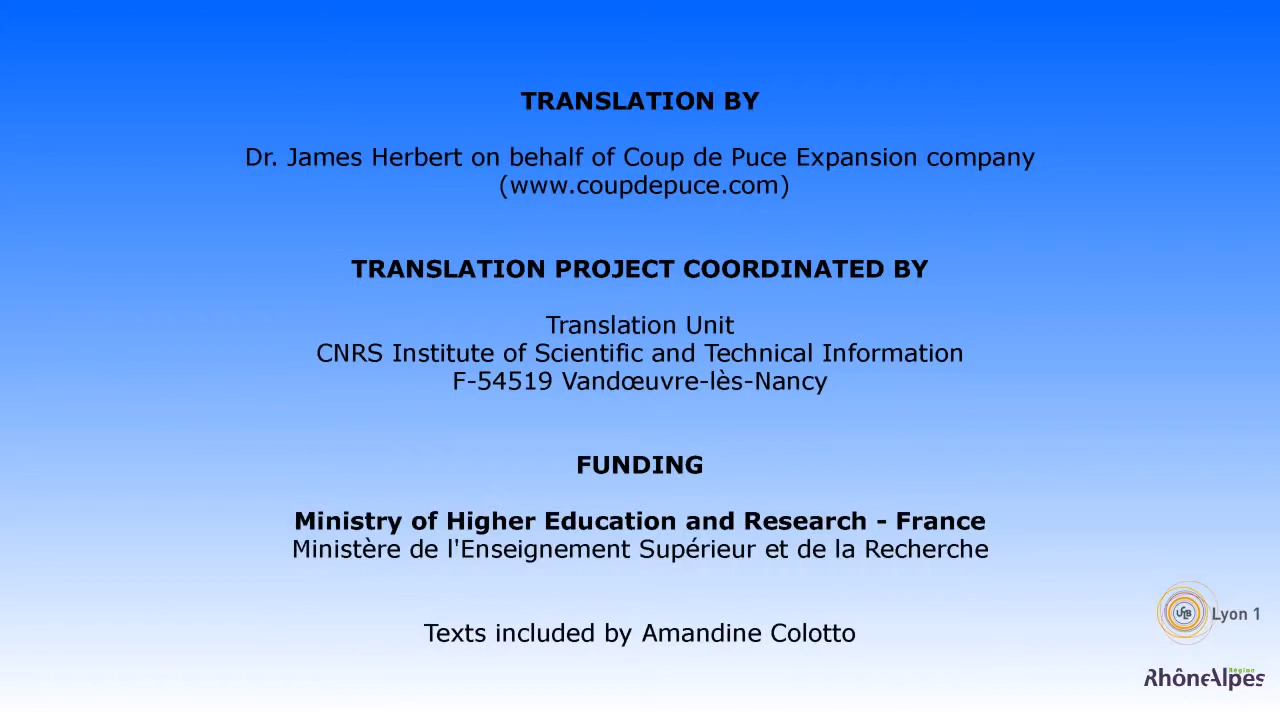 TRANSLATION BY
Dr. James Herbert on behalf of Coup de Puce Expansion company
(www.coupdepuce.com)
TRANSLATION PROJECT COORDINATED BY
Translation Unit
CNRS Institute of Scientific and Technical Information
F-54519 Vandœuvre-lès-Nancy
FUNDING
Ministry of Higher Education and Research - France
Ministère de l'Enseignement Supérieur et de la Recherche
Texts included by Amandine Colotto
UCLB Lyon 1
Région
RhôneAlpes